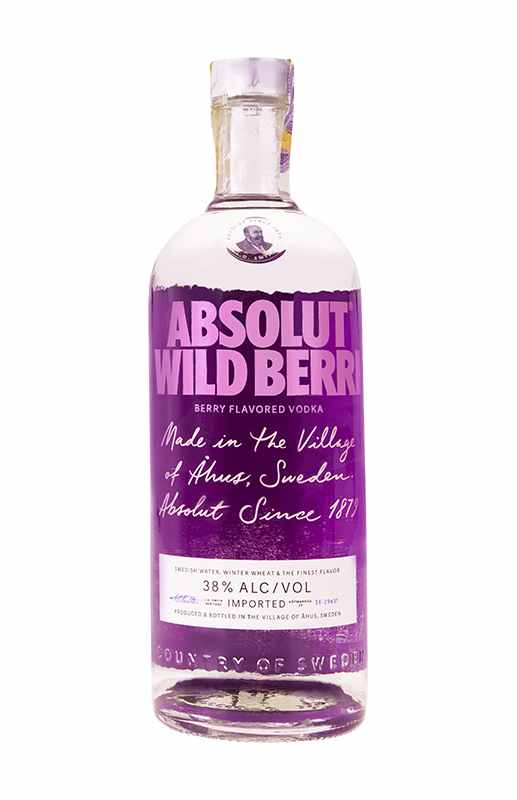 ABSOLUT
WILD BERRI
BERRY FLAVORED VODKA
Made in the Village
of Åhus, Sweden.
Absolut Since 1879
SWEDISH WATER, WINTER WHEAT & THE FINEST FLAVOR
38% ALC/VOL
IMPORTED
PRODUCED & BOTTLED IN THE VILLAGE OF ÅHUS, SWEDEN
COUNTRY OF SWEDEN